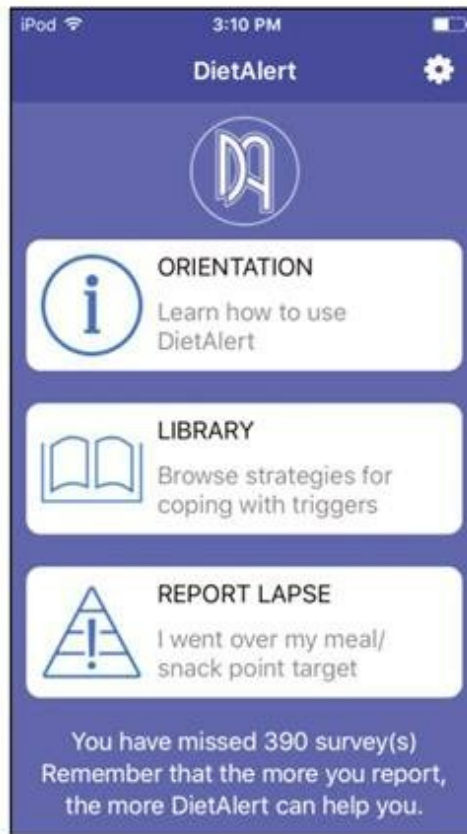 iPod 3:10 PM
DietAlert
DA
ORIENTATION
Learn how to use
DietAlert
LIBRARY
Browse strategies for
coping with triggers
REPORT LAPSE
I went over my meal/
snack point target
You have missed 390 survey(s)
Remember that the more you report,
the more DietAlert can help you.